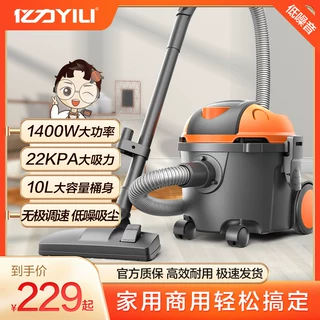 亿力YILI
低噪音
1400W大功率
22KPA大吸力
10L大容量桶身
无极调速 低噪吸尘
官方质保 高效耐用 极速发货
到手价
￥229起
家用商用轻松搞定